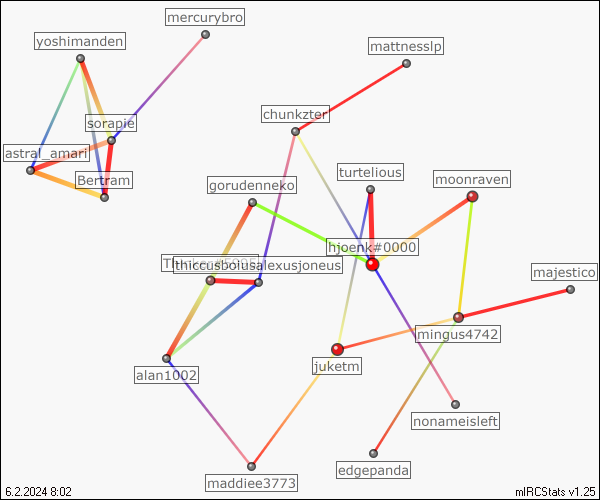 mercurybro
yoshimanden
mattnesslp
chunkzter
sorapie
astral_amari
turtelious
Bertram
moonraven
gorudenneko
hjoenk#0000
thiccusboiusalexusjoneus
majestico
mingus4742
juketm
alan1002
nonameisleft
edgepanda
maddiee3773
6.2.2024 8:02
mIRCStats v1.25